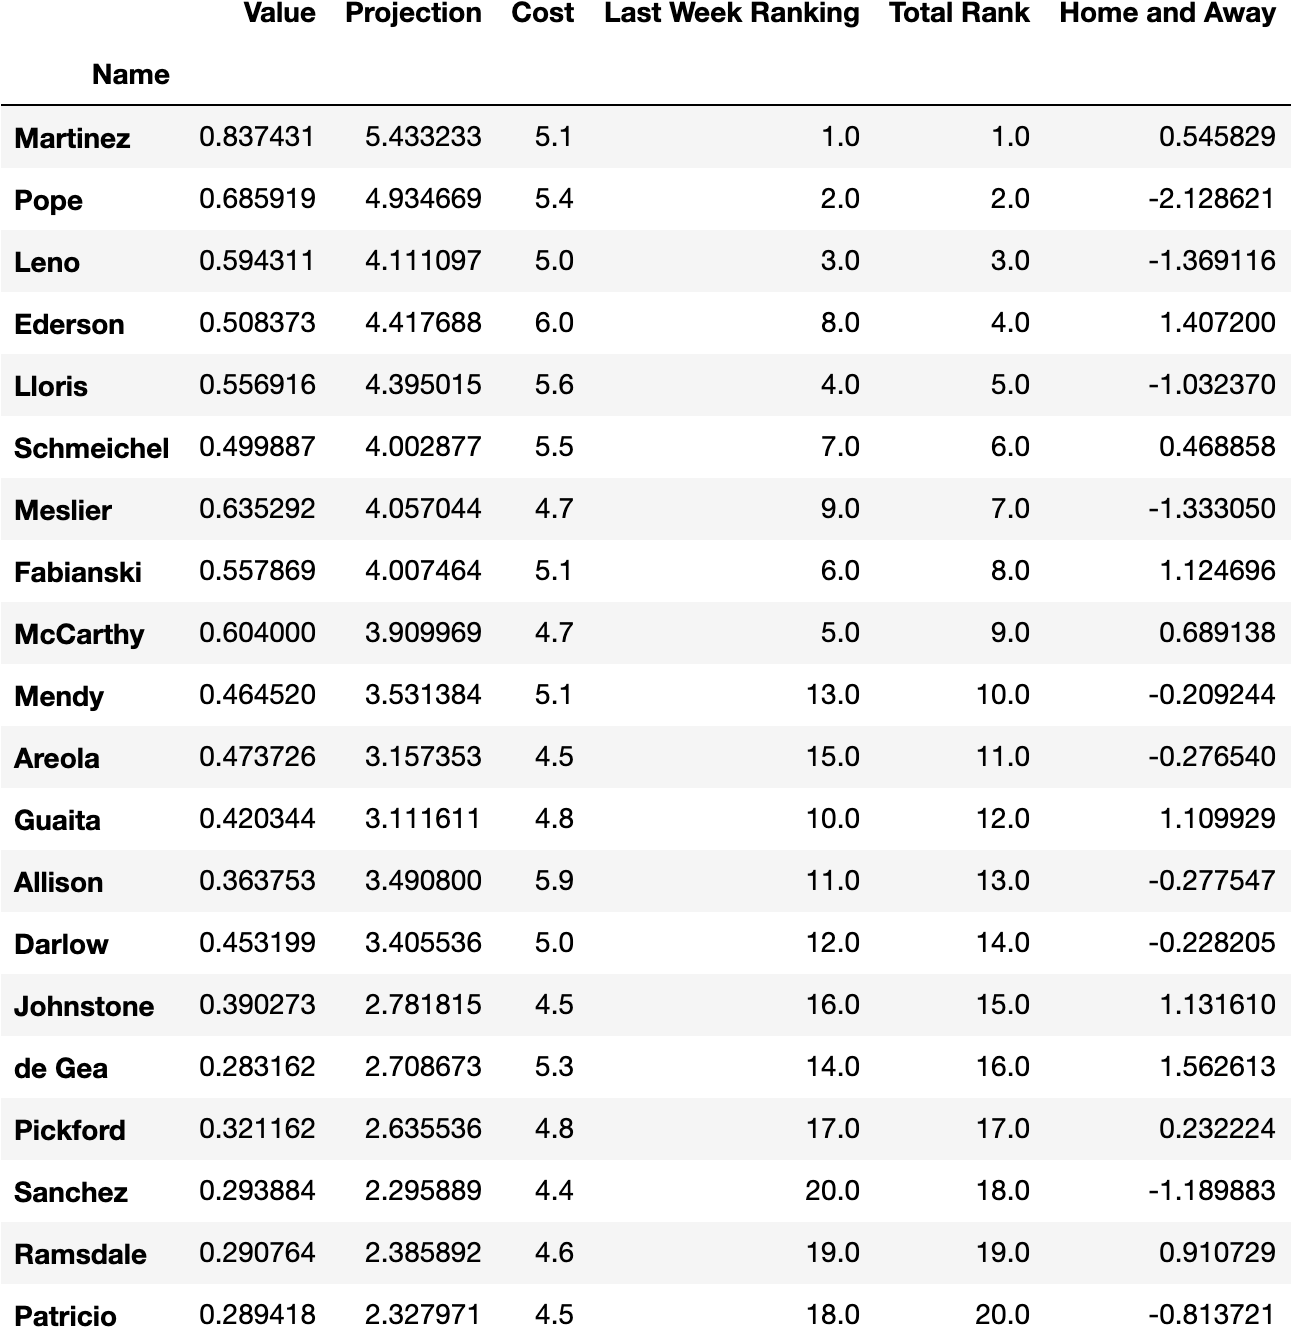 Value Projection Cost Last Week Ranking Total Rank Home and Away
Name
Martinez 0.837431 5.433233 5.1 1.0 1.0 0.545829
Pope 0.685919 4.934669 5.4 2.0 2.0 -2.128621
Leno 0.594311 4.111097 5.0 3.0 3.0 -1.369116
Ederson 0.508373 4.417688 6.0 8.0 4.0 1.407200
Lloris 0.556916 4.395015 5.6 4.0 5.0 -1.032370
Schmeichel 0.499887 4.002877 5.5 7.0 6.0 0.468858
Meslier 0.635292 4.057044 4.7 9.0 7.0 -1.333050
Fabianski 0.557869 4.007464 5.1 6.0 8.0 1.124696
McCarthy 0.604000 3.909969 4.7 5.0 9.0 0.689138
Mendy 0.464520 3.531384 5.1 13.0 10.0 -0.209244
Areola 0.473726 3.157353 4.5 15.0 11.0 -0.276540
Guaita 0.420344 3.111611 4.8 10.0 12.0 1.109929
Allison 0.363753 3.490800 5.9 11.0 13.0 -0.277547
Darlow 0.453199 3.405536 5.0 12.0 14.0 -0.228205
Johnstone 0.390273 2.781815 4.5 16.0 15.0 1.131610
de Gea 0.283162 2.708673 5.3 14.0 16.0 1.562613
Pickford 0.321162 2.635536 4.8 17.0 17.0 0.232224
Sanchez 0.293884 2.295889 4.4 20.0 18.0 -1.189883
Ramsdale 0.290764 2.385892 4.6 19.0 19.0 0.910729
Patricio 0.289418 2.327971 4.5 18.0 20.0 -0.813721